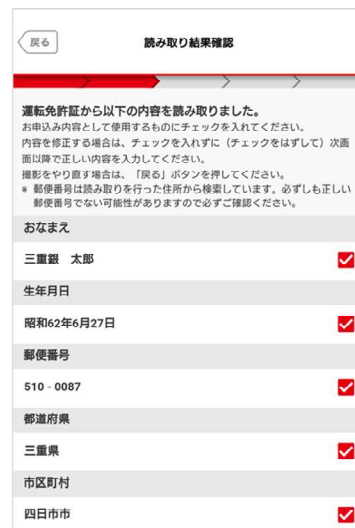 戻る
読み取り結果確認
運転免許証から以下の内容を読み取りました。
お申込み内容として使用するものにチェックを入れてください。
内容を修正する場合は、チェックを入れずに（チェックをはずして）次画
面以降で正しい内容を入力してください。
撮影をやり直す場合は、「戻る」ボタンを押してください。
* 郵便番号は読み取りを行った住所から検索しています。必ずしも正しい
郵便番号でない可能性がありますので必ずご確認ください。
おなまえ
三重銀　太郎
生年月日
昭和62年6月27日
郵便番号
510 - 0087
都道府県
三重県
市区町村
四日市市